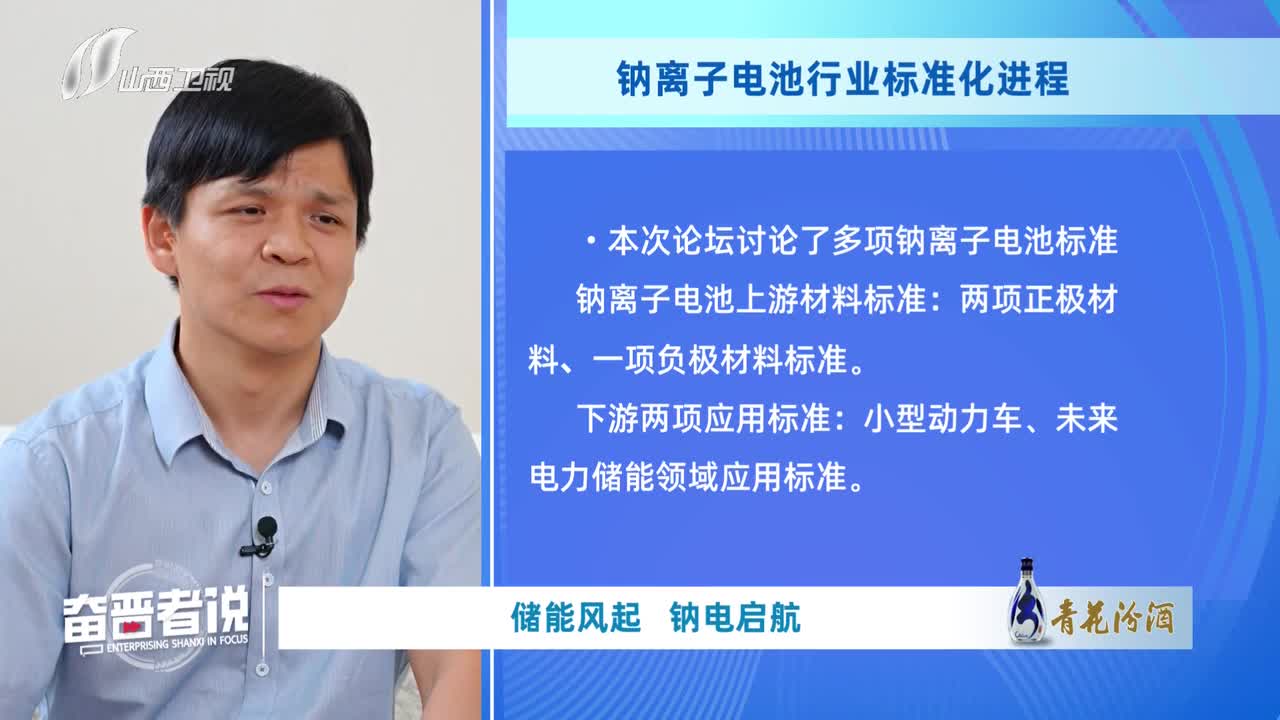 山西卫视
钠离子电池行业标准化进程
·本次论坛讨论了多项钠离子电池标准
钠离子电池上游材料标准：两项正极材
料、一项负极材料标准。
下游两项应用标准：小型动力车、未来
电力储能领域应用标准。
奋晋者说
ENTERPRISING SHANXI IN FOCUS
储能风起 钠电启航
青花汾酒